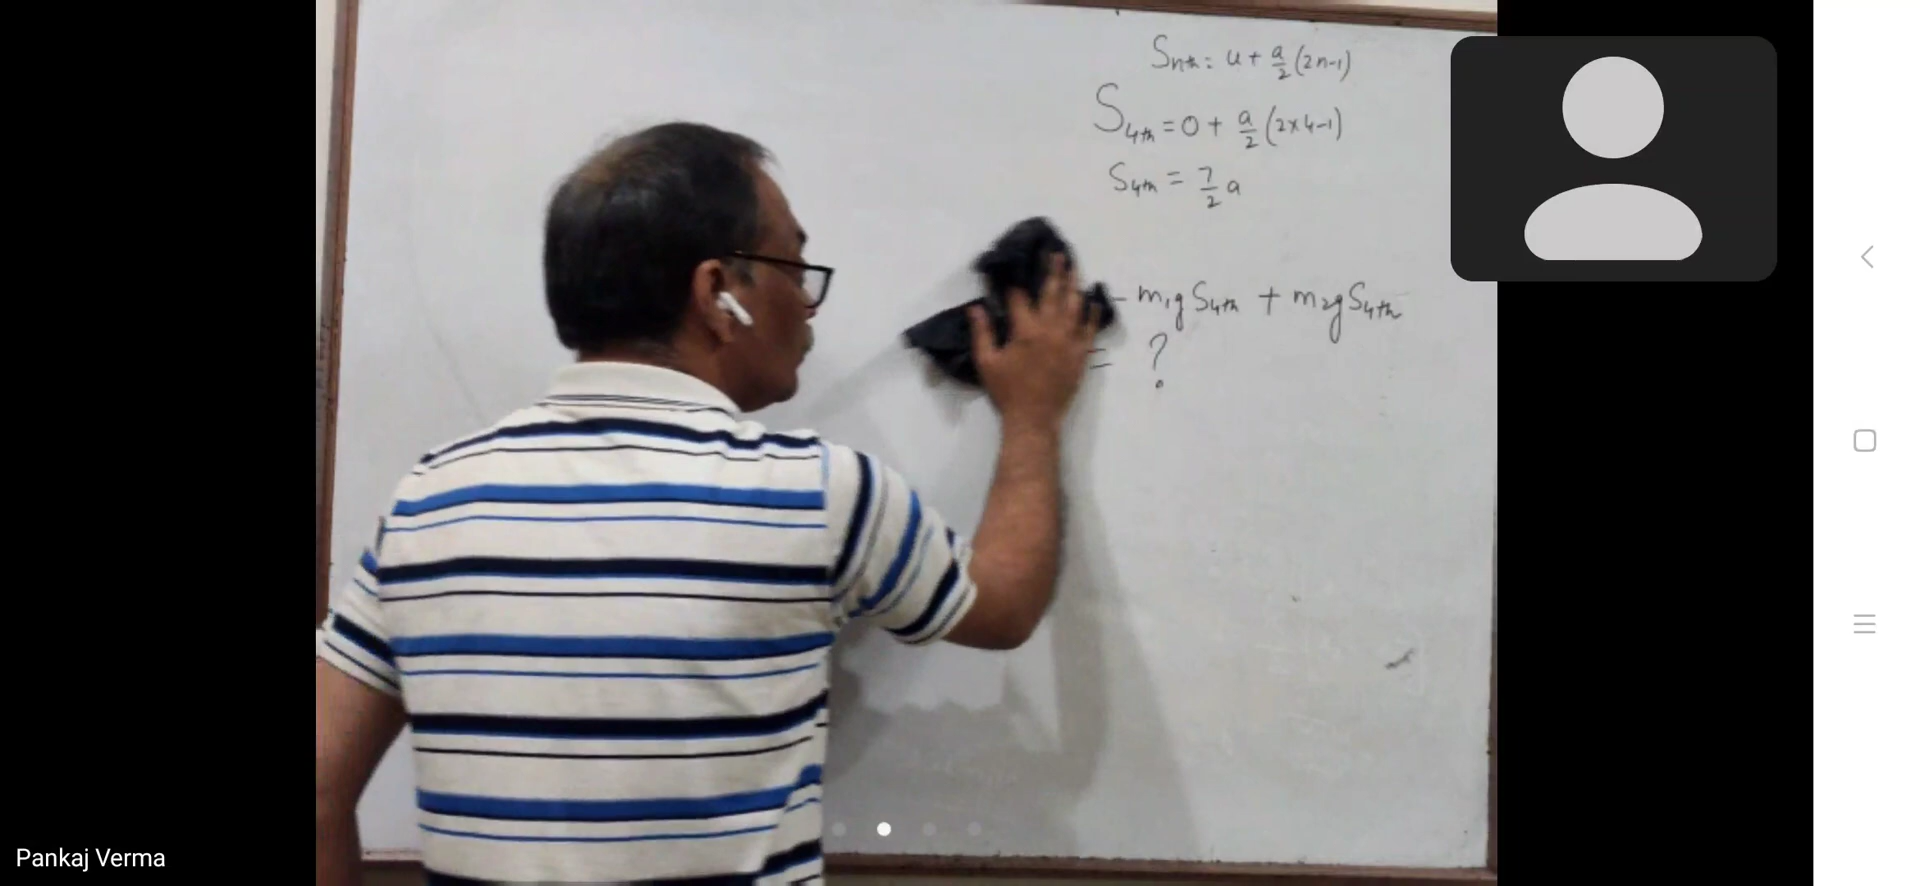 Snth = u + a/2 (2n-1)
S4th = 0 + a/2 (2×4-1)
S4th = 7/2 a
- m1g S4th + m2g S4th
= ?
Pankaj Verma